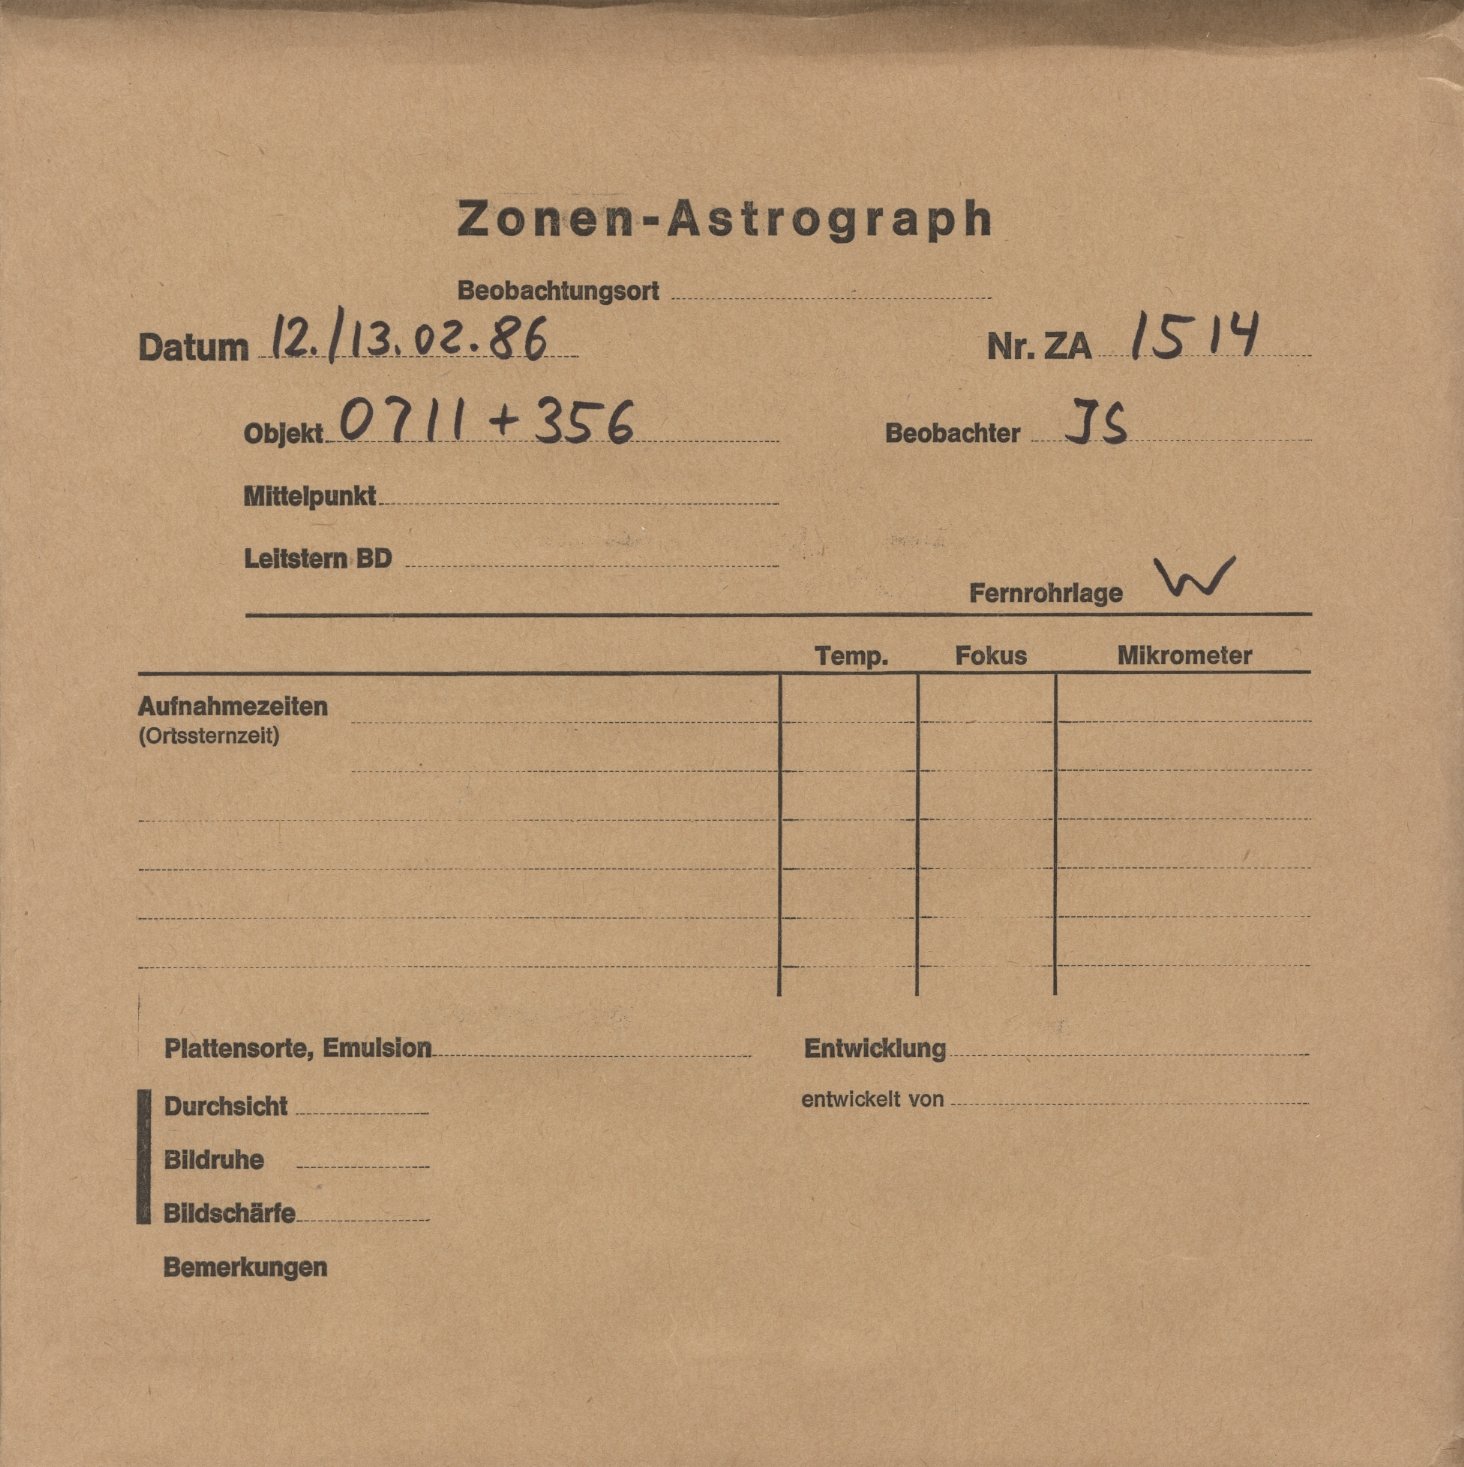 Zonen-Astrograph
Beobachtungsort
Datum 12./13.02.86 Nr. ZA 1514
Objekt 0711 + 356 Beobachter JS
Mittelpunkt
Leitstern BD
Fernrohrlage W
Temp. Fokus Mikrometer
Aufnahmezeiten
(Ortssternzeit)
Plattensorte, Emulsion Entwicklung
Durchsicht entwickelt von
Bildruhe
Bildschärfe
Bemerkungen